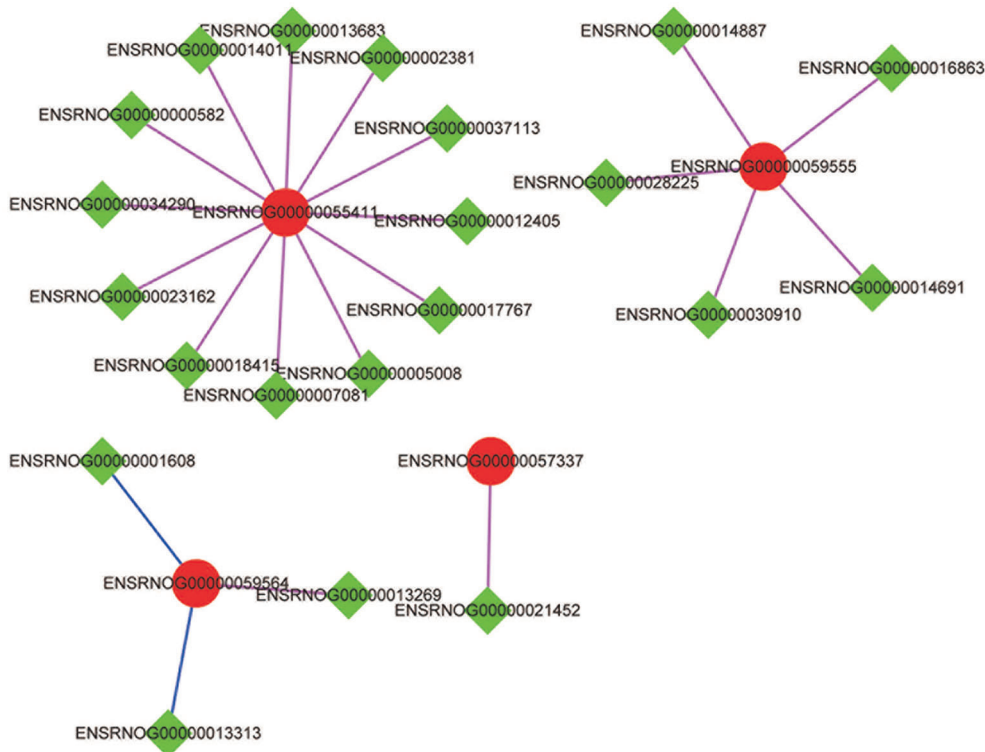 ENSRNOG00000013683
ENSRNOG00000014011
ENSRNOG00000002381
ENSRNOG00000000582
ENSRNOG00000037113
ENSRNOG00000034290
ENSRNOG00000055411
ENSRNOG00000012405
ENSRNOG00000023162
ENSRNOG00000017767
ENSRNOG00000018415
ENSRNOG00000005008
ENSRNOG00000007081
ENSRNOG00000014887
ENSRNOG00000016863
ENSRNOG00000059555
ENSRNOG00000028225
ENSRNOG00000014691
ENSRNOG00000030910
ENSRNOG00000001608
ENSRNOG00000059564
ENSRNOG00000013269
ENSRNOG00000013313
ENSRNOG00000057337
ENSRNOG00000021452